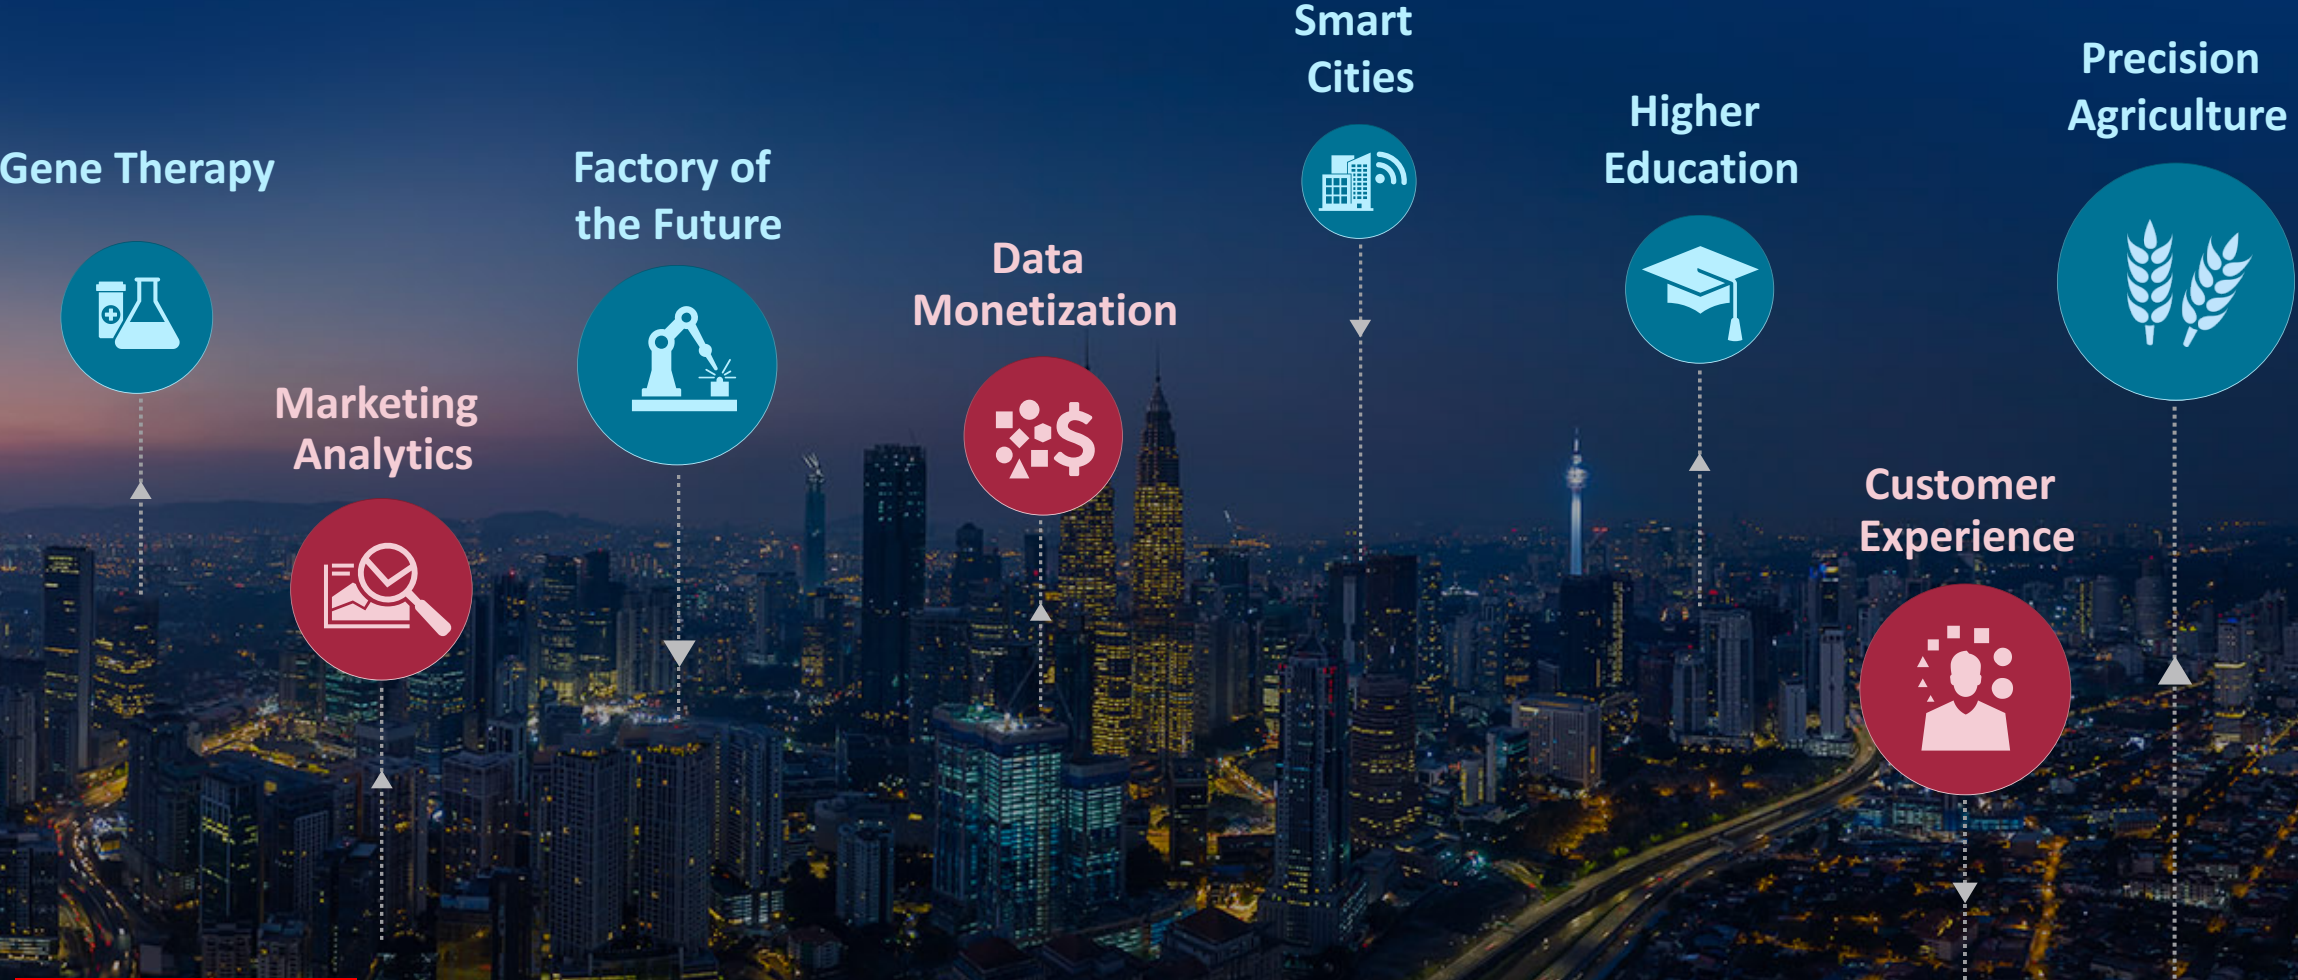 Smart
Cities
Precision
Agriculture
Higher
Education
Gene Therapy
Factory of
the Future
Data
Monetization
Marketing
Analytics
Customer
Experience